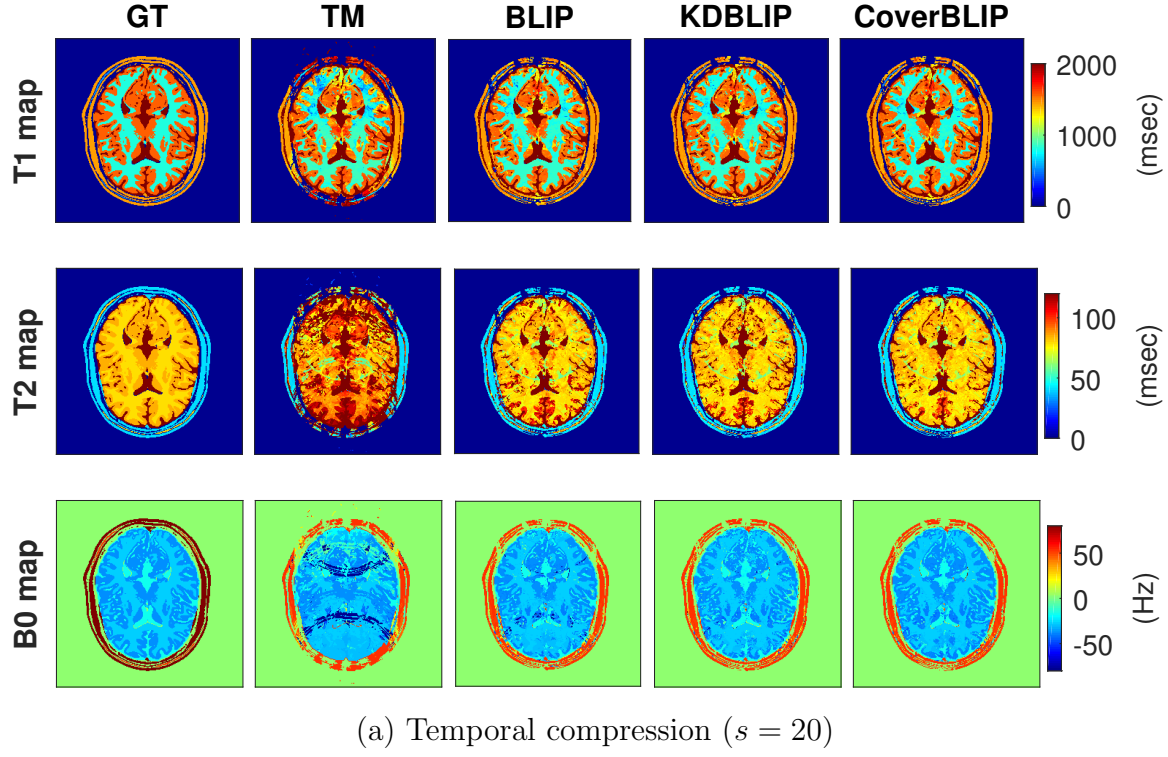 GT TM BLIP KDBLIP CoverBLIP
T1 map
2000
1000
0
(msec)
T2 map
100
50
0
(msec)
B0 map
50
0
-50
(Hz)
(a) Temporal compression (s = 20)